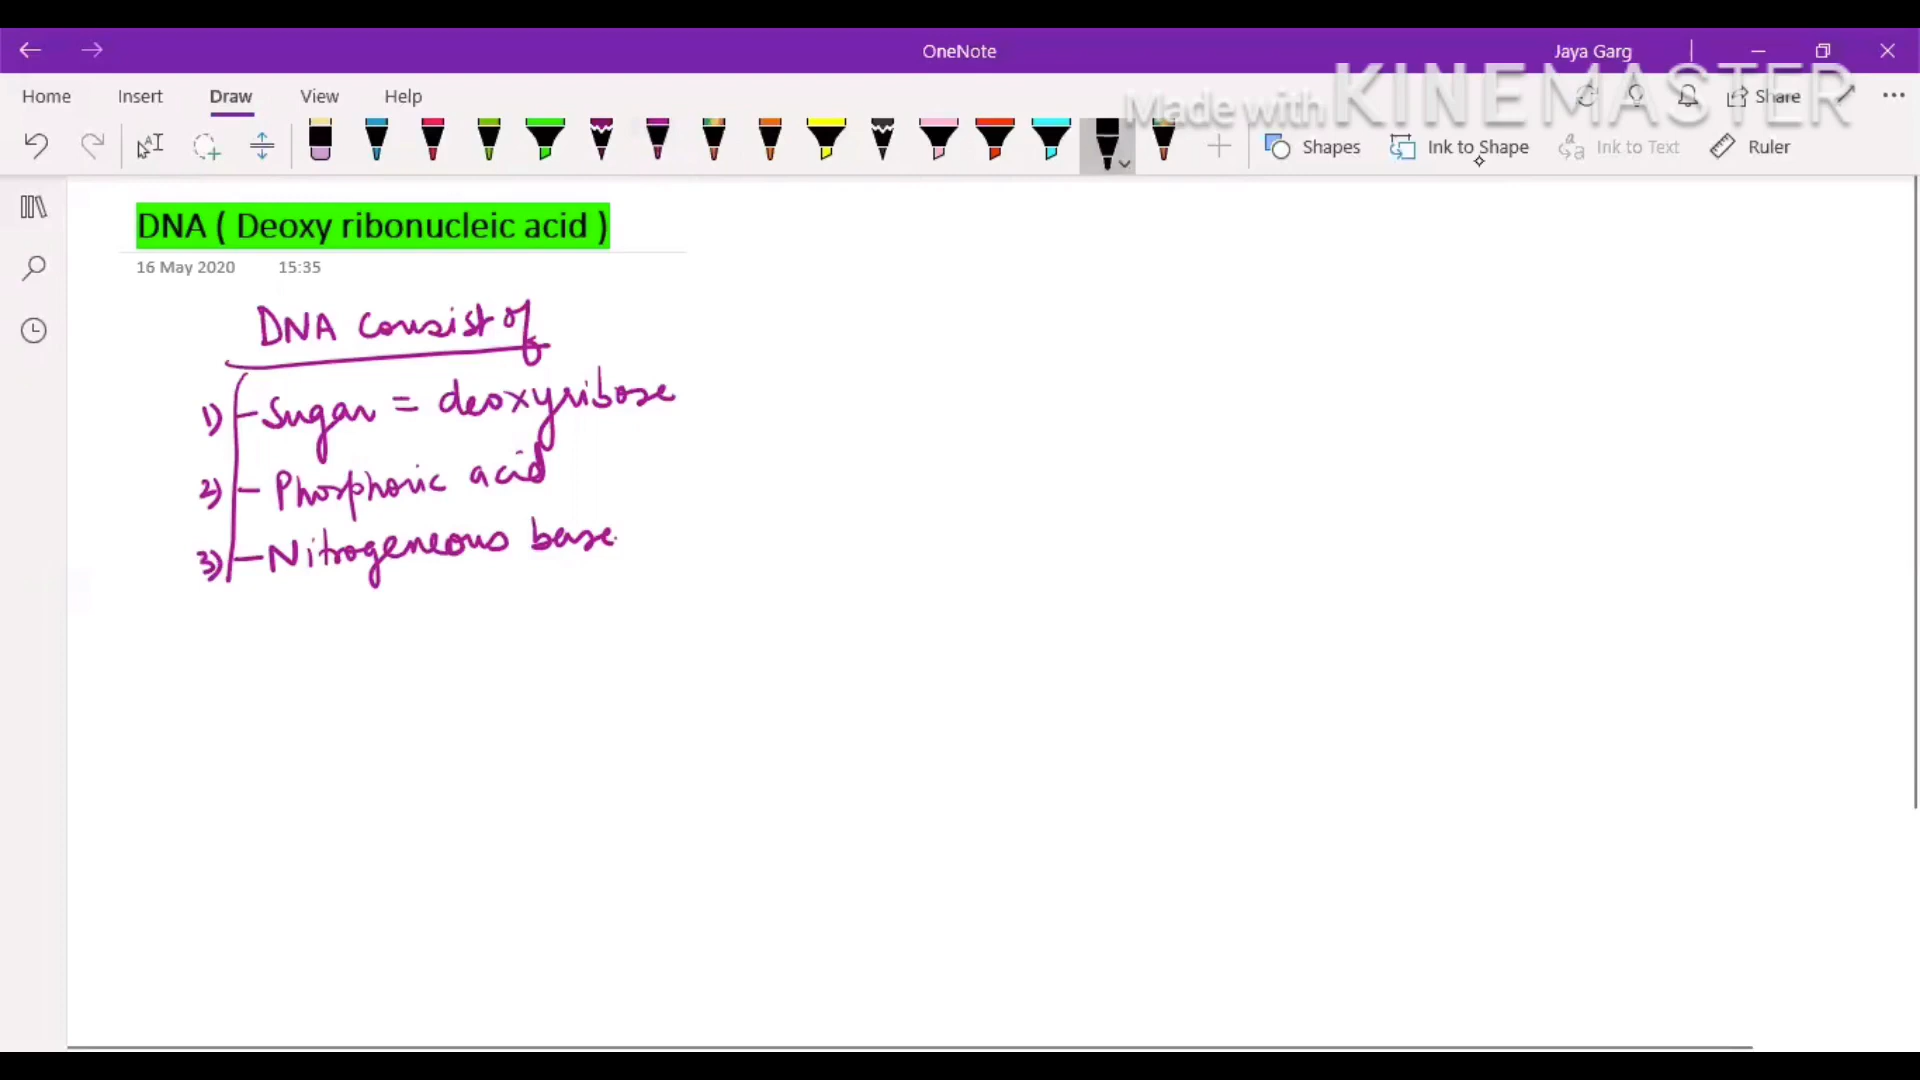 OneNote
Jaya Garg
Made with KINEMASTER
Home Insert Draw View Help Share
Shapes Ink to Shape Ink to Text Ruler
DNA ( Deoxy ribonucleic acid )
16 May 2020 15:35
DNA consist of
1) - Sugar = deoxyribose
2) - Phosphoric acid
3) - Nitrogeneous base